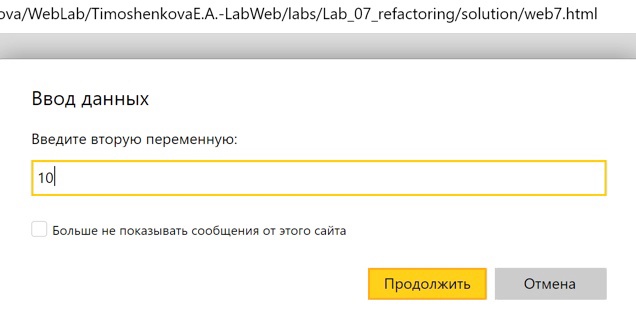 ova/WebLab/TimoshenkovaE.A.-LabWeb/labs/Lab_07_refactoring/solution/web7.html
Ввод данных
Введите вторую переменную:
10
Больше не показывать сообщения от этого сайта
Продолжить Отмена